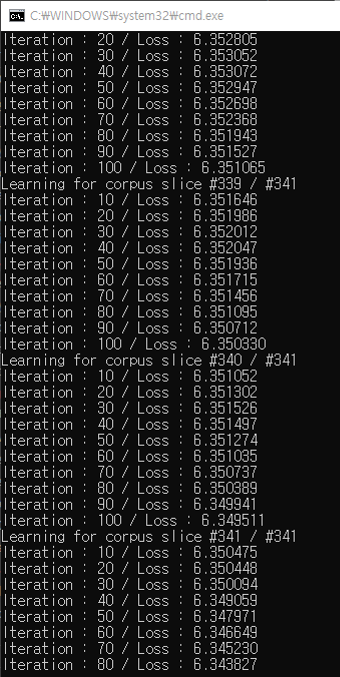 C:₩WINDOWS₩system32₩cmd.exe
Iteration : 20 / Loss : 6.352805
Iteration : 30 / Loss : 6.353052
Iteration : 40 / Loss : 6.353072
Iteration : 50 / Loss : 6.352947
Iteration : 60 / Loss : 6.352698
Iteration : 70 / Loss : 6.352368
Iteration : 80 / Loss : 6.351943
Iteration : 90 / Loss : 6.351527
Iteration : 100 / Loss : 6.351065
Learning for corpus slice #339 / #341
Iteration : 10 / Loss : 6.351646
Iteration : 20 / Loss : 6.351986
Iteration : 30 / Loss : 6.352012
Iteration : 40 / Loss : 6.352047
Iteration : 50 / Loss : 6.351936
Iteration : 60 / Loss : 6.351715
Iteration : 70 / Loss : 6.351456
Iteration : 80 / Loss : 6.351095
Iteration : 90 / Loss : 6.350712
Iteration : 100 / Loss : 6.350330
Learning for corpus slice #340 / #341
Iteration : 10 / Loss : 6.351052
Iteration : 20 / Loss : 6.351302
Iteration : 30 / Loss : 6.351526
Iteration : 40 / Loss : 6.351497
Iteration : 50 / Loss : 6.351274
Iteration : 60 / Loss : 6.351035
Iteration : 70 / Loss : 6.350737
Iteration : 80 / Loss : 6.350389
Iteration : 90 / Loss : 6.349941
Iteration : 100 / Loss : 6.349511
Learning for corpus slice #341 / #341
Iteration : 10 / Loss : 6.350475
Iteration : 20 / Loss : 6.350448
Iteration : 30 / Loss : 6.350094
Iteration : 40 / Loss : 6.349059
Iteration : 50 / Loss : 6.347971
Iteration : 60 / Loss : 6.346649
Iteration : 70 / Loss : 6.345230
Iteration : 80 / Loss : 6.343827